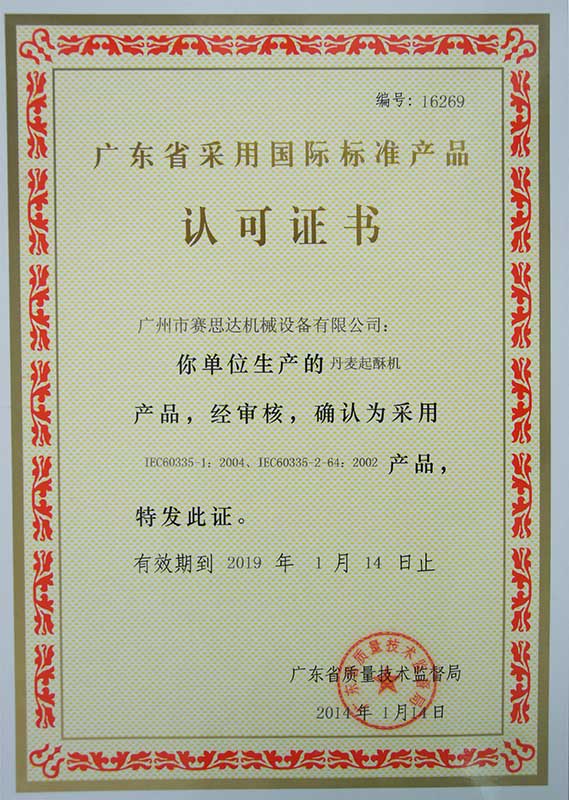 编号：16269
广东省采用国际标准产品
认可证书
广州市赛思达机械设备有限公司：
你单位生产的 丹麦起酥机
产品，经审核，确认为采用
IEC60335-1：2004、IEC60335-2-64：2002 产品，
特发此证。
有效期到 2019 年 1 月 14 日止
广东省质量技术监督局
2014 年 1 月 14 日